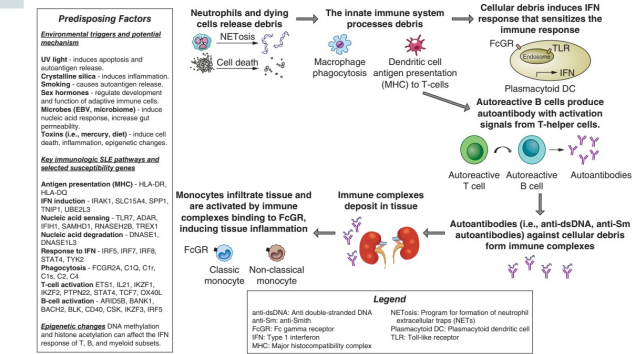 Predisposing Factors
Environmental triggers and potential
mechanism
UV light - induces apoptosis and
autoantigen release.
Crystalline silica - induces inflammation.
Smoking - causes autoantigen release.
Sex hormones - regulate development
and function of adaptive immune cells.
Microbes (EBV, microbiome) - induce
nucleic acid response, increase gut
permeability.
Toxins (i.e., mercury, diet) - induce cell
death, inflammation, epigenetic changes.
Key immunologic SLE pathways and
selected susceptibility genes
Antigen presentation (MHC) - HLA-DR,
HLA-DQ
IFN induction - IRAK1, SLC15A4, SPP1,
TNIP1, UBE2L3
Nucleic acid sensing - TLR7, ADAR,
IFIH1, SAMHD1, RNASEH2B, TREX1
Nucleic acid degradation - DNASE1,
DNASE1L3
Response to IFN - IRF5, IRF7, IRF8,
STAT4, TYK2
Phagocytosis - FCGR2A, C1Q, C1r,
C1s, C2, C4
T-cell activation ETS1, IL21, IKZF1,
IKZF2, PTPN22, STAT4, TCF7, OX40L
B-cell activation - ARID5B, BANK1,
BACH2, BLK, CD40, CSK, IKZF3, IRF5
Epigenetic changes DNA methylation
and histone acetylation can affect the IFN
response of T, B, and myeloid subsets.
Neutrophils and dying
cells release debris
NETosis
Cell death
The innate immune system
processes debris
Macrophage
phagocytosis
Dendritic cell
antigen presentation
(MHC) to T-cells
Cellular debris induces IFN
response that sensitizes the
immune response
FcGR
TLR
Endosome
IFN
Plasmacytoid DC
Autoreactive B cells produce
autoantibody with activation
signals from T-helper cells.
Autoreactive
T cell
Autoreactive
B cell
Autoantibodies
Autoantibodies (i.e., anti-dsDNA, anti-Sm
autoantibodies) against cellular debris
form immune complexes
Immune complexes
deposit in tissue
Monocytes infiltrate tissue and
are activated by immune
complexes binding to FcGR,
inducing tissue inflammation
FcGR
Classic
monocyte
Non-classical
monocyte
Legend
anti-dsDNA: Anti double-stranded DNA
anti-Sm: anti-Smith
FcGR: Fc gamma receptor
IFN: Type 1 interferon
MHC: Major histocompatibility complex
NETosis: Program for formation of neutrophil
extracellular traps (NETs)
Plasmacytoid DC: Plasmacytoid dendritic cell
TLR: Toll-like receptor